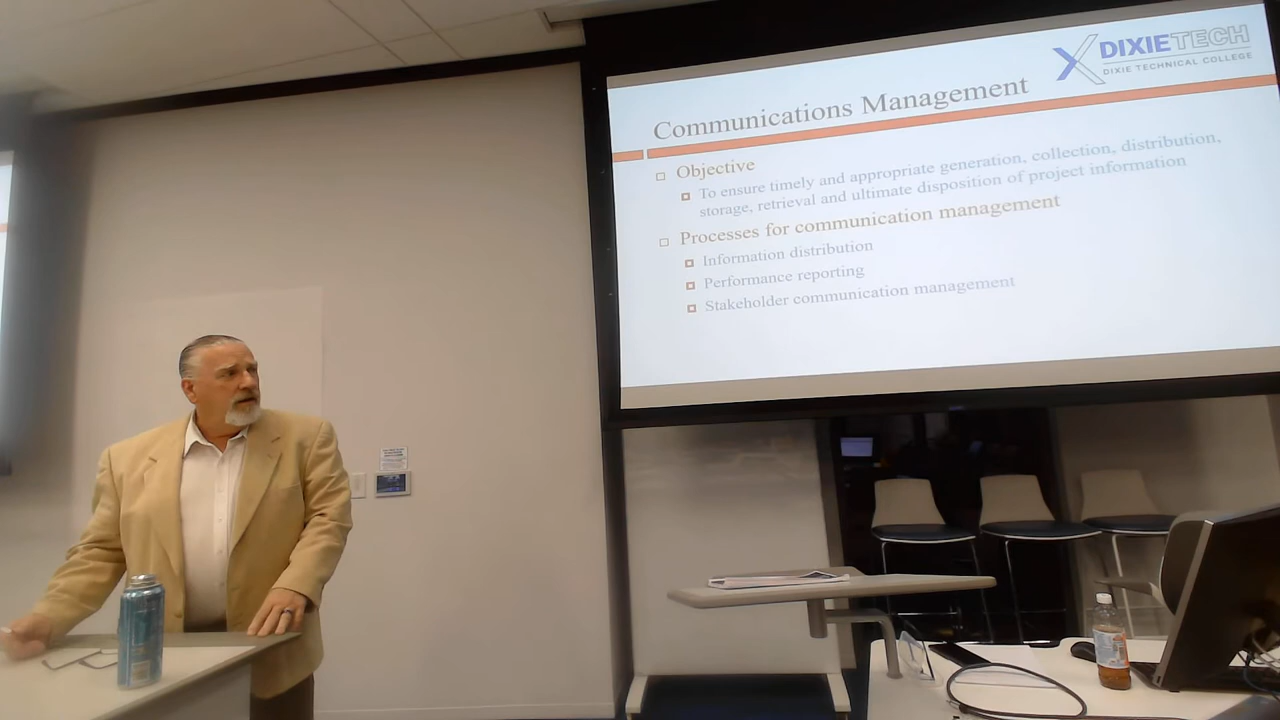 DIXIETECH
DIXIE TECHNICAL COLLEGE
Communications Management
Objective
To ensure timely and appropriate generation, collection, distribution,
storage, retrieval and ultimate disposition of project information
Processes for communication management
Information distribution
Performance reporting
Stakeholder communication management